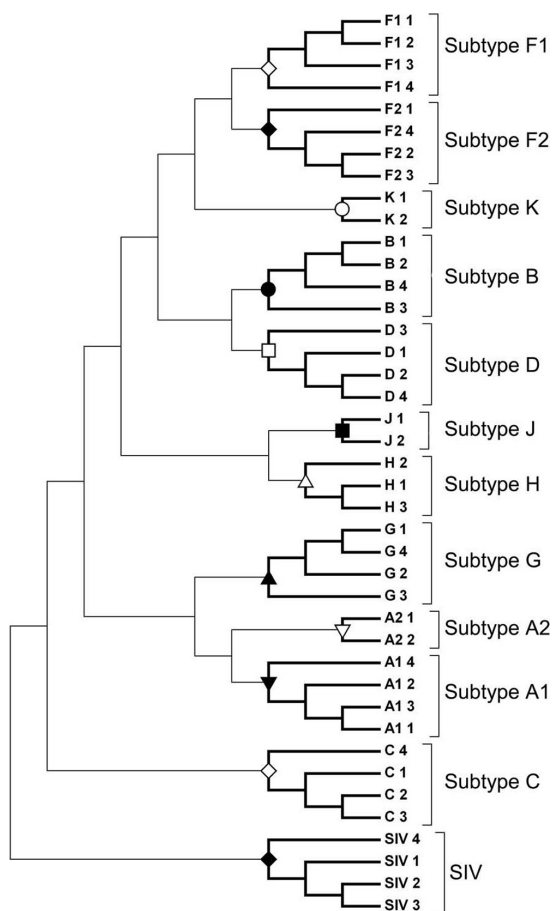 F1 1
F1 2
F1 3
F1 4
Subtype F1
F2 1
F2 4
F2 2
F2 3
Subtype F2
K 1
K 2
Subtype K
B 1
B 2
B 4
B 3
Subtype B
D 3
D 1
D 2
D 4
Subtype D
J 1
J 2
Subtype J
H 2
H 1
H 3
Subtype H
G 1
G 4
G 2
G 3
Subtype G
A2 1
A2 2
Subtype A2
A1 4
A1 2
A1 3
A1 1
Subtype A1
C 4
C 1
C 2
C 3
Subtype C
SIV 4
SIV 1
SIV 2
SIV 3
SIV